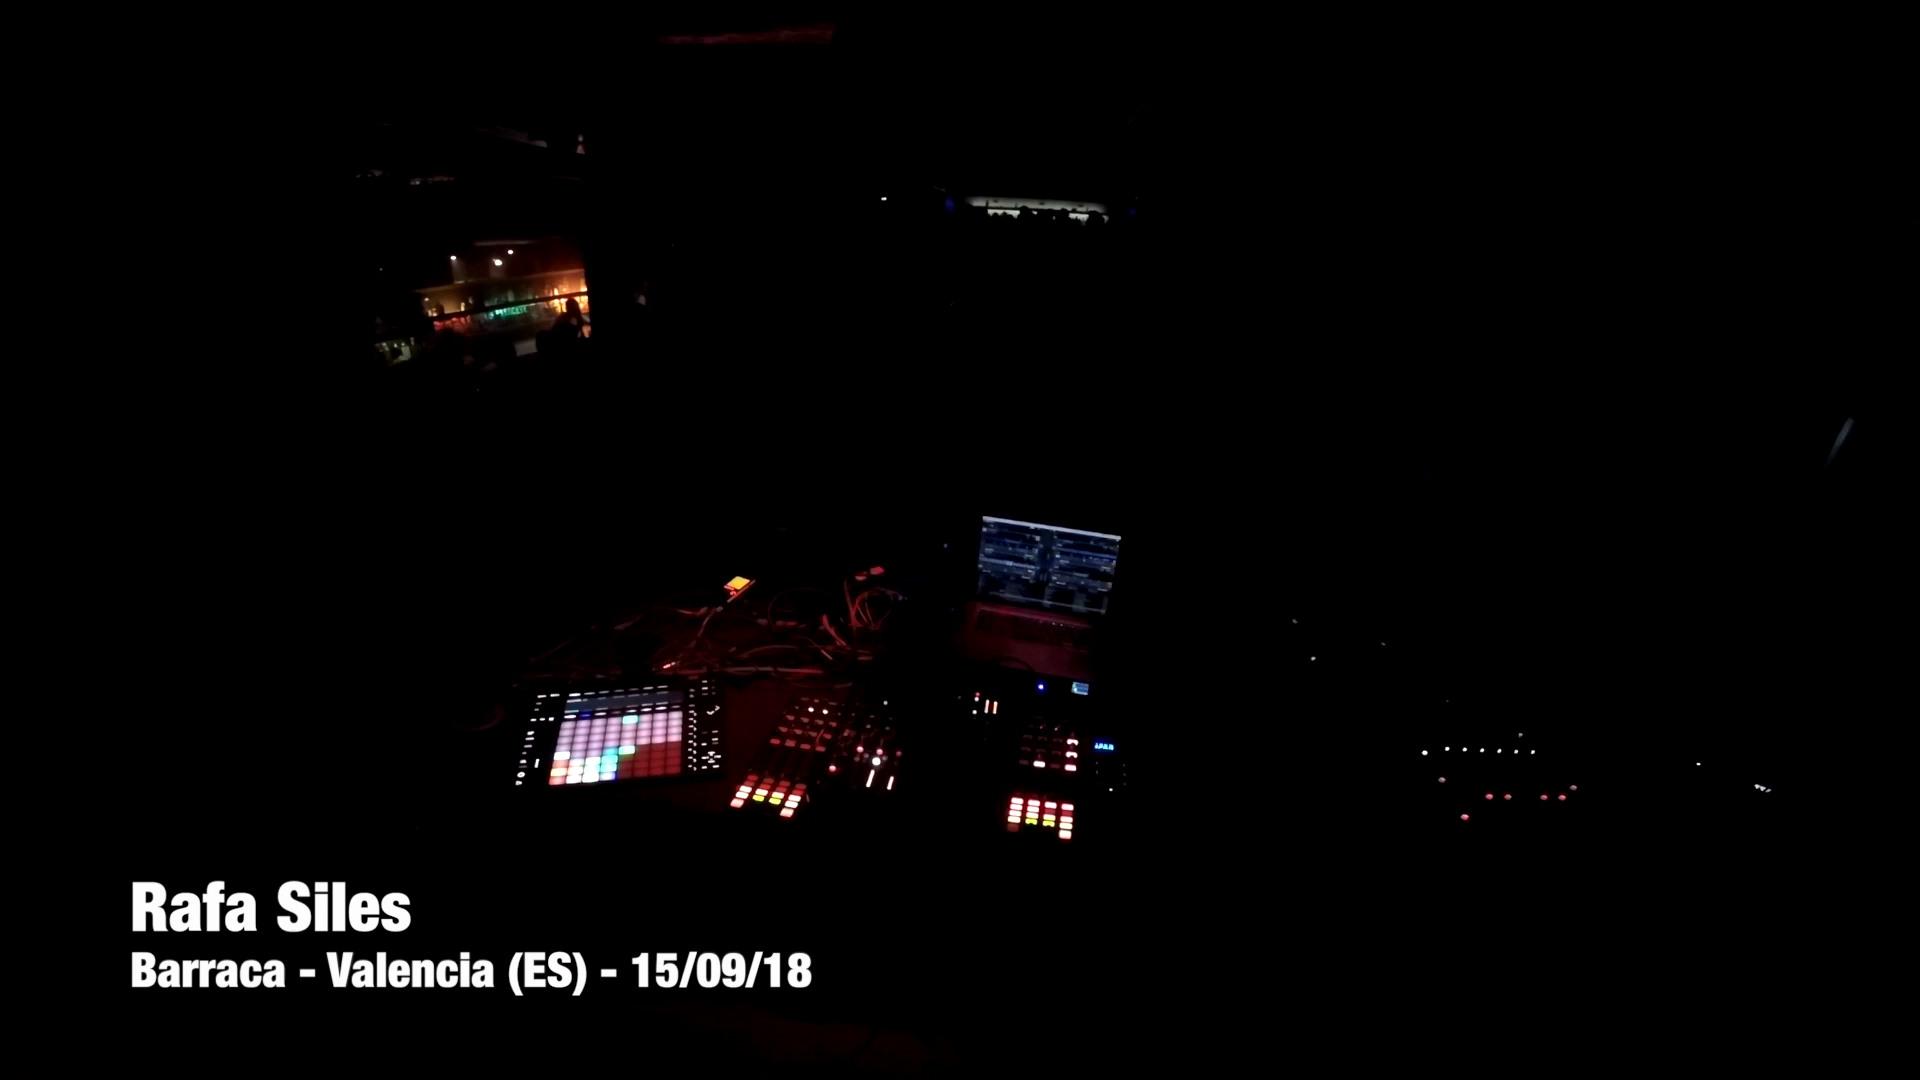 Rafa Siles
Barraca - Valencia (ES) - 15/09/18